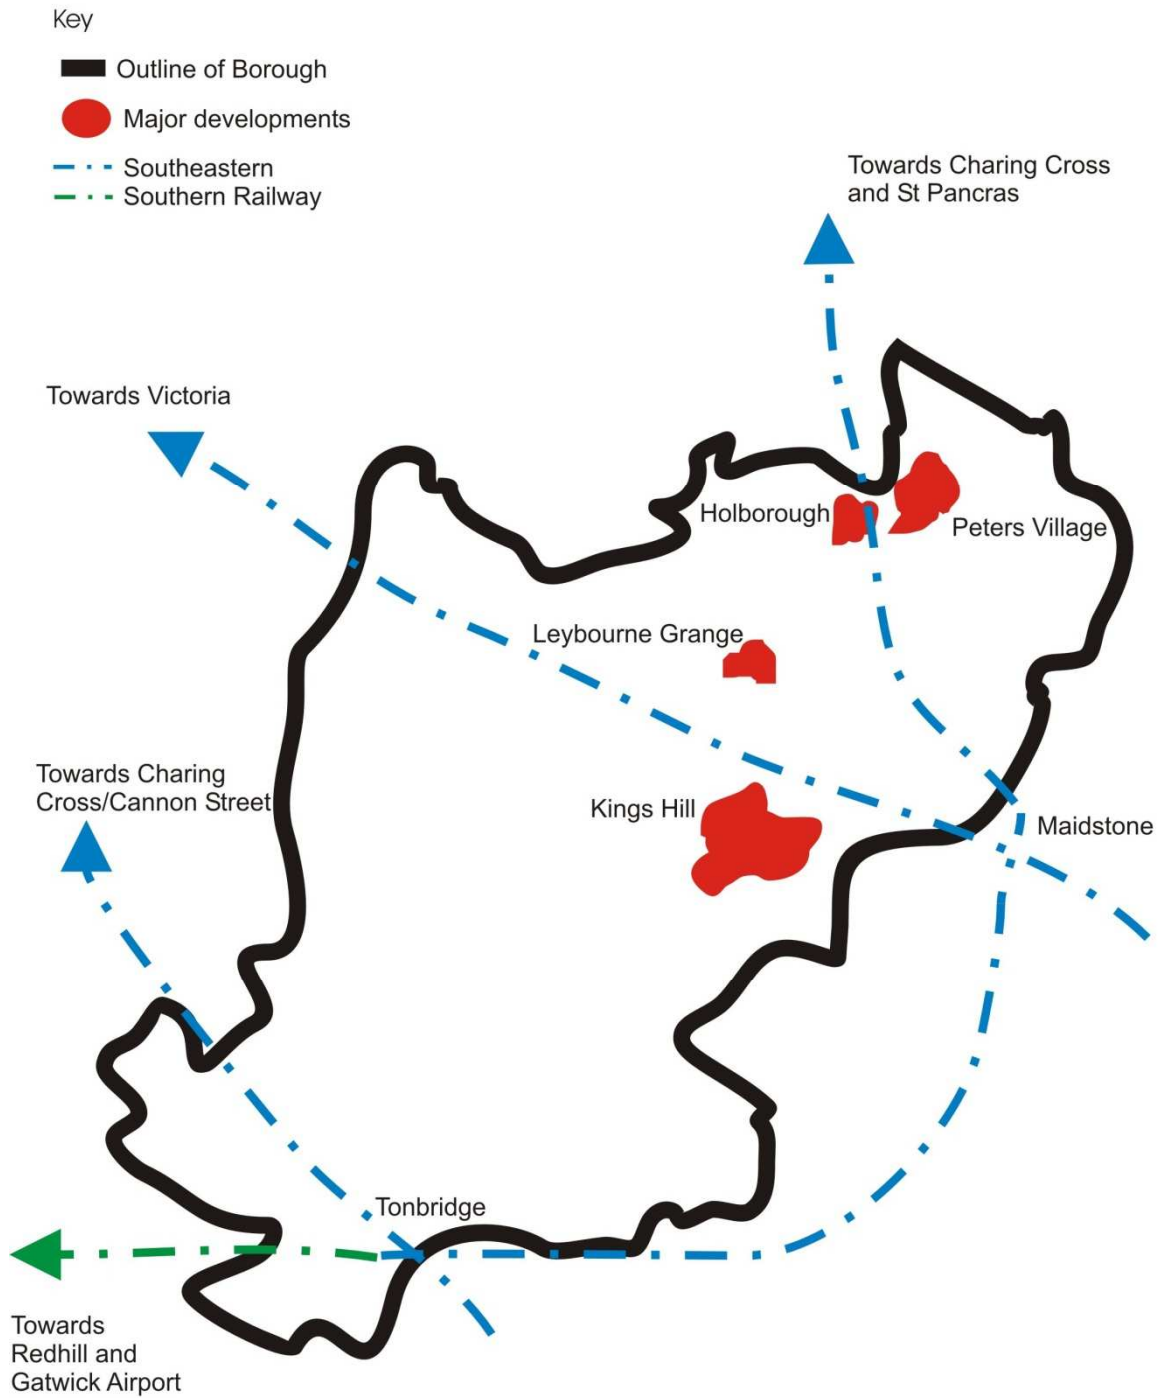 Key
Outline of Borough
Major developments
Southeastern
Southern Railway
Towards Charing Cross
and St Pancras
Towards Victoria
Holborough
Peters Village
Leybourne Grange
Towards Charing
Cross/Cannon Street
Kings Hill
Maidstone
Tonbridge
Towards
Redhill and
Gatwick Airport